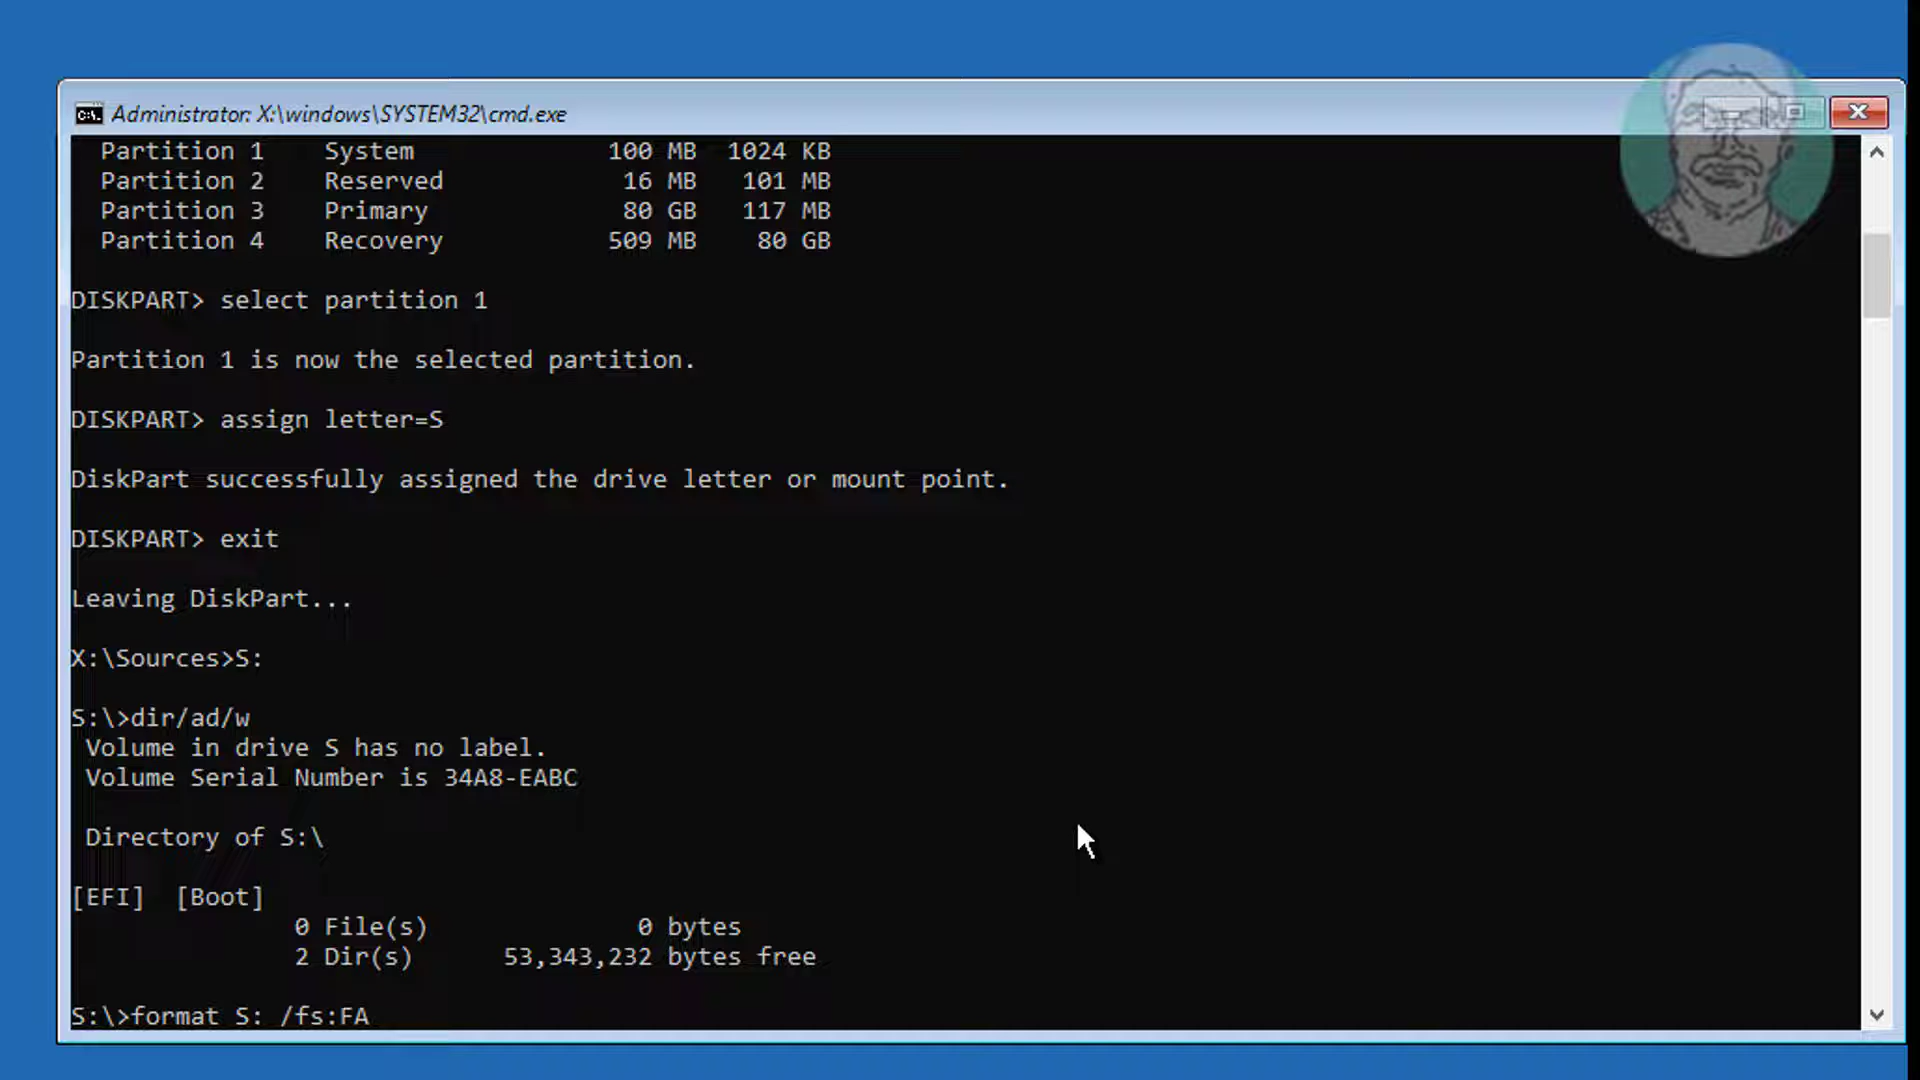 Administrator: X:\windows\SYSTEM32\cmd.exe
Partition 1    System             100 MB  1024 KB
Partition 2    Reserved            16 MB   101 MB
Partition 3    Primary             80 GB   117 MB
Partition 4    Recovery           509 MB    80 GB
DISKPART> select partition 1
Partition 1 is now the selected partition.
DISKPART> assign letter=S
DiskPart successfully assigned the drive letter or mount point.
DISKPART> exit
Leaving DiskPart...
X:\Sources>S:
S:\>dir/ad/w
Volume in drive S has no label.
Volume Serial Number is 34A8-EABC
Directory of S:\
[EFI]  [Boot]
0 File(s)              0 bytes
2 Dir(s)      53,343,232 bytes free
S:\>format S: /fs:FA